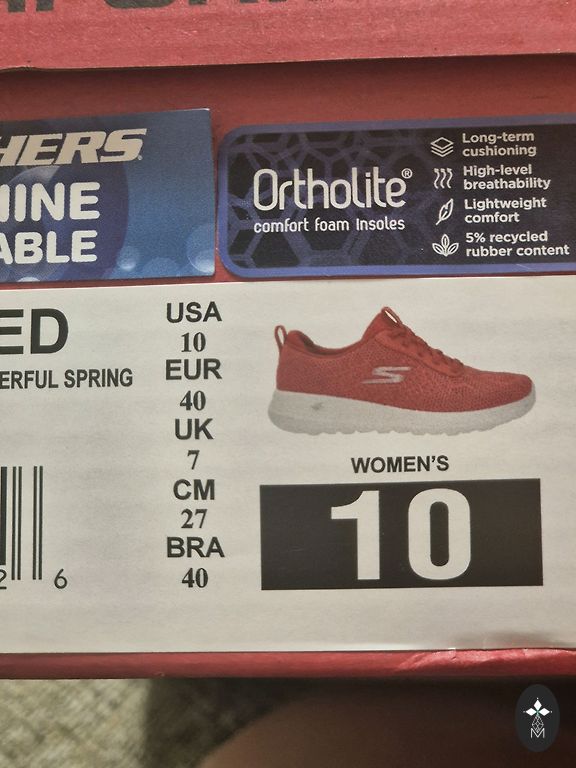 HERS
Ortholite®
comfort foam insoles
Long-term
cushioning
High-level
breathability
Lightweight
comfort
5% recycled
rubber content
INE
ABLE
ED
ERFUL SPRING
USA
10
EUR
40
UK
7
CM
27
BRA
40
WOMEN'S
10
2 6
M